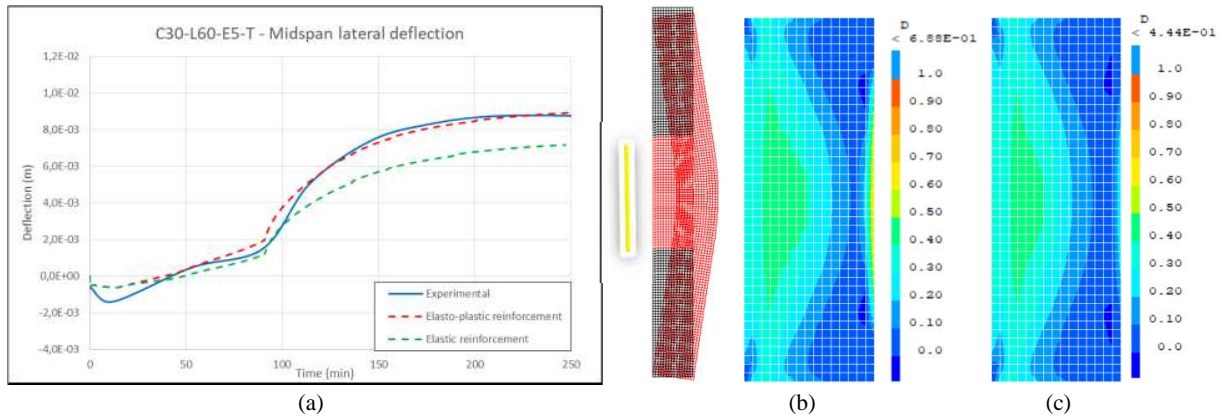 C30-L60-E5-T - Midspan lateral deflection
1,2E-02
1,0E-02
8,0E-03
6,0E-03
4,0E-03
2,0E-03
0,0E+00
-2,0E-03
-4,0E-03
Deflection (m)
0 50 100 150 200 250
Time (min)
Experimental
Elasto-plastic reinforcement
Elastic reinforcement
(a)
D
< 6.88E-01
1.0
0.90
0.80
0.70
0.60
0.50
0.40
0.30
0.20
0.10
0.0
(b)
D
< 4.44E-01
1.0
0.90
0.80
0.70
0.60
0.50
0.40
0.30
0.20
0.10
0.0
(c)